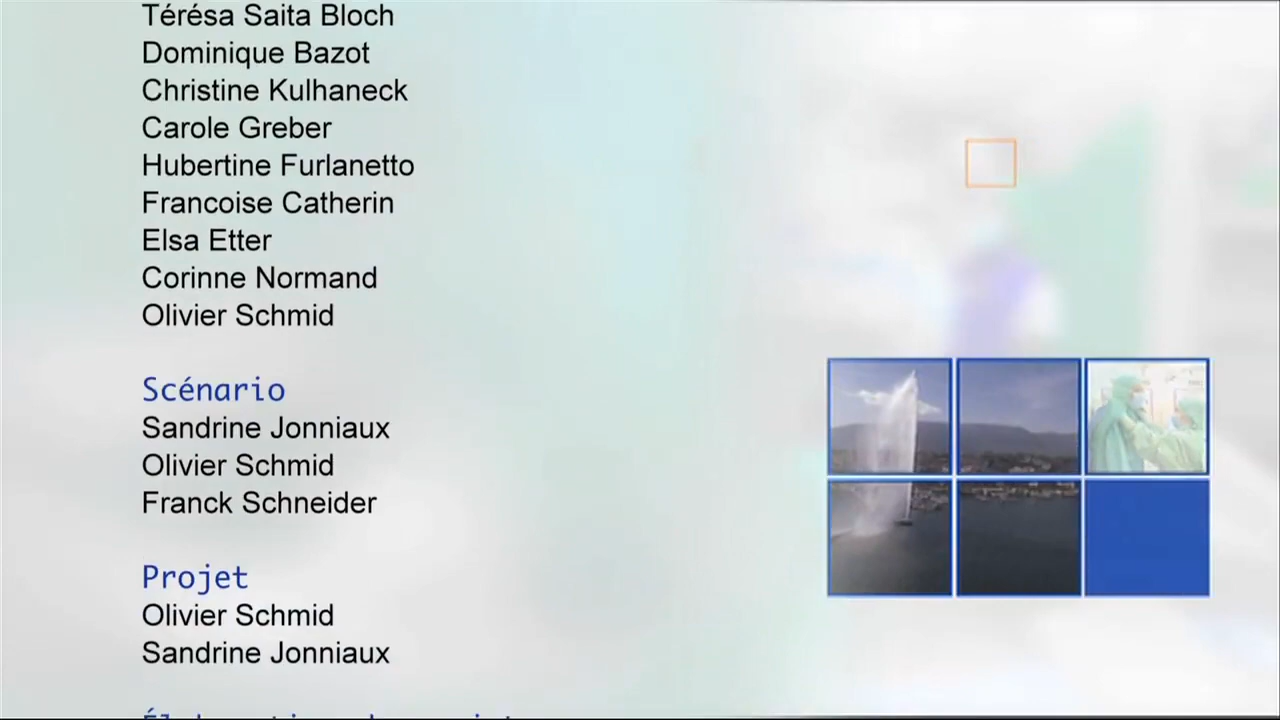 Térésa Saita Bloch
Dominique Bazot
Christine Kulhaneck
Carole Greber
Hubertine Furlanetto
Francoise Catherin
Elsa Etter
Corinne Normand
Olivier Schmid
Scénario
Sandrine Jonniaux
Olivier Schmid
Franck Schneider
Projet
Olivier Schmid
Sandrine Jonniaux